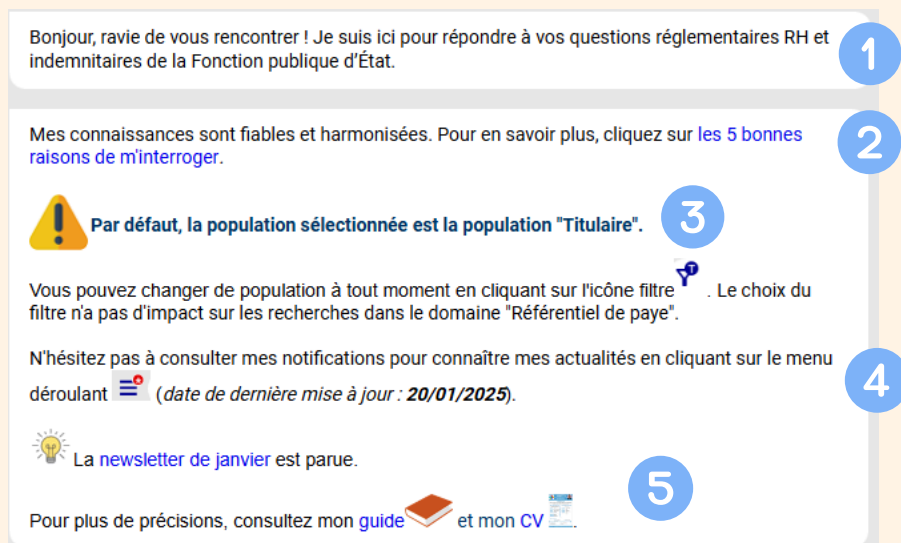 Bonjour, ravie de vous rencontrer ! Je suis ici pour répondre à vos questions réglementaires RH et
indemnitaires de la Fonction publique d'État.
1
Mes connaissances sont fiables et harmonisées. Pour en savoir plus, cliquez sur les 5 bonnes
raisons de m'interroger.
2
Par défaut, la population sélectionnée est la population "Titulaire".
3
Vous pouvez changer de population à tout moment en cliquant sur l'icône filtre T . Le choix du
filtre n'a pas d'impact sur les recherches dans le domaine "Référentiel de paye".
N'hésitez pas à consulter mes notifications pour connaître mes actualités en cliquant sur le menu
déroulant (date de dernière mise à jour : 20/01/2025).
4
La newsletter de janvier est parue.
5
Pour plus de précisions, consultez mon guide et mon CV .